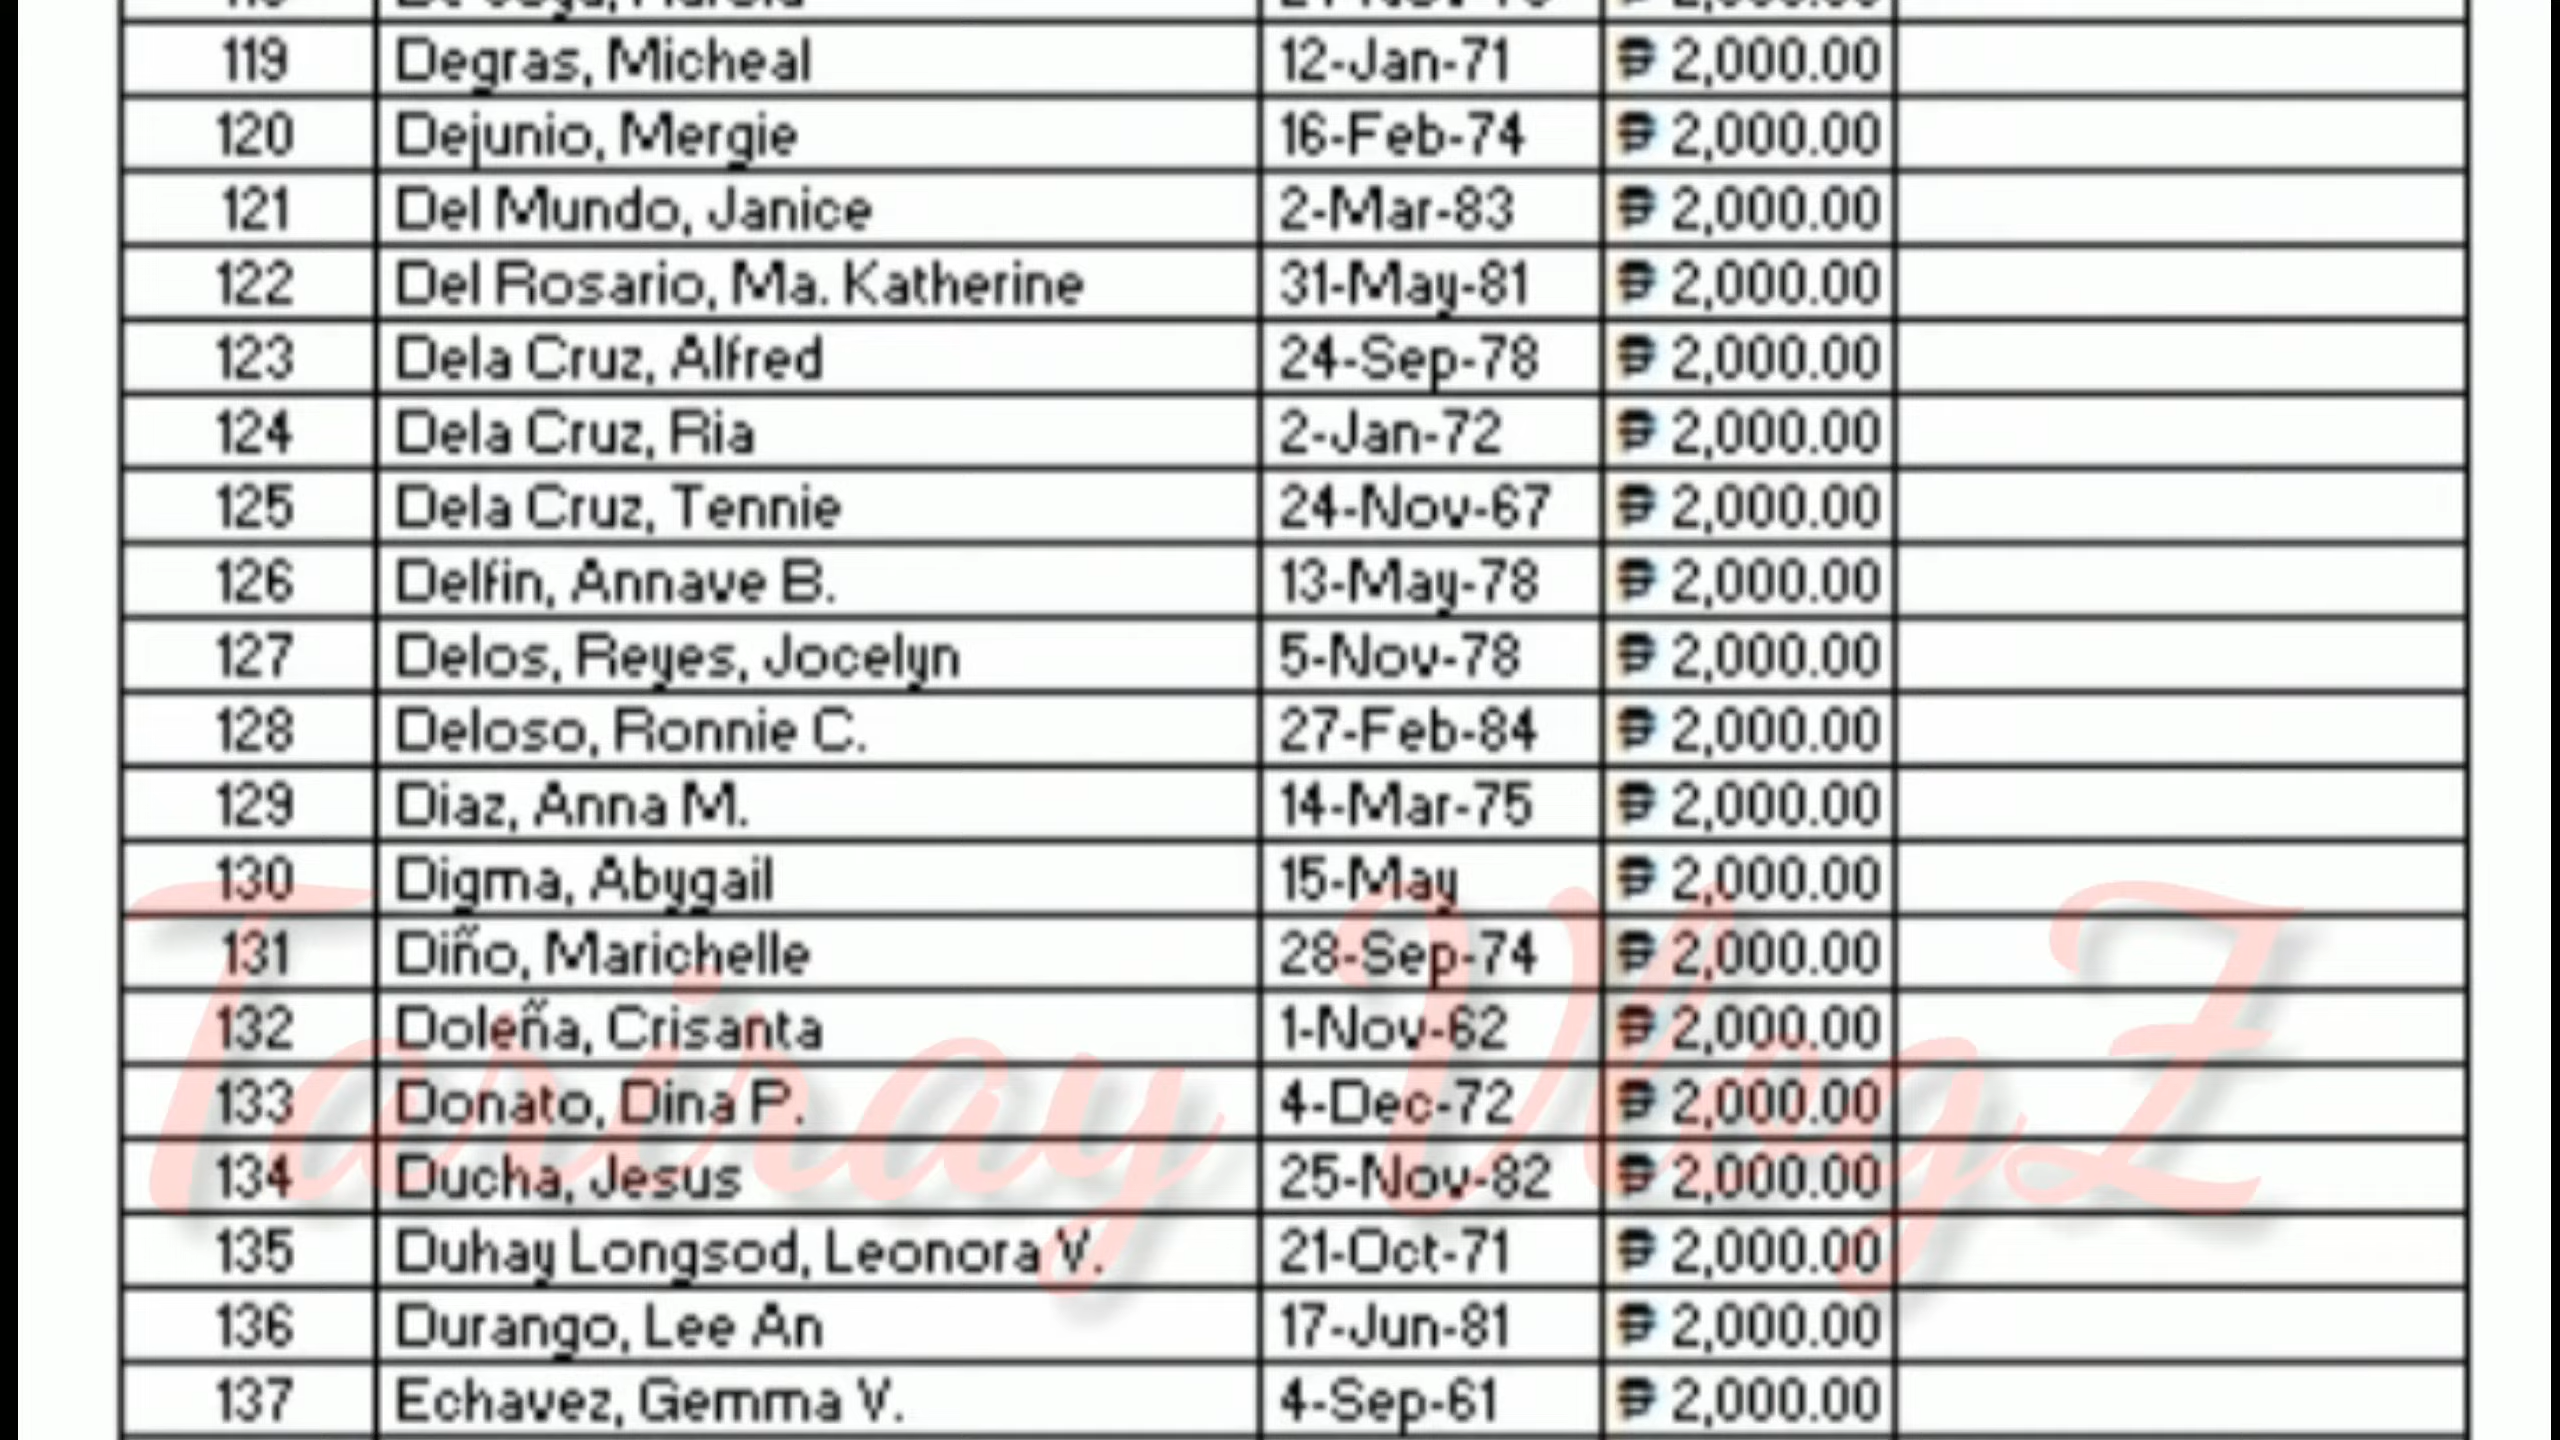 119 Degras, Micheal 12-Jan-71 ₱ 2,000.00
120 Dejunio, Mergie 16-Feb-74 ₱ 2,000.00
121 Del Mundo, Janice 2-Mar-83 ₱ 2,000.00
122 Del Rosario, Ma. Katherine 31-May-81 ₱ 2,000.00
123 Dela Cruz, Alfred 24-Sep-78 ₱ 2,000.00
124 Dela Cruz, Ria 2-Jan-72 ₱ 2,000.00
125 Dela Cruz, Tennie 24-Nov-67 ₱ 2,000.00
126 Delfin, Annave B. 13-May-78 ₱ 2,000.00
127 Delos, Reyes, Jocelyn 5-Nov-78 ₱ 2,000.00
128 Deloso, Ronnie C. 27-Feb-84 ₱ 2,000.00
129 Diaz, Anna M. 14-Mar-75 ₱ 2,000.00
130 Digma, Abygail 15-May ₱ 2,000.00
131 Diño, Marichelle 28-Sep-74 ₱ 2,000.00
132 Doleña, Crisanta 1-Nov-62 ₱ 2,000.00
133 Donato, Dina P. 4-Dec-72 ₱ 2,000.00
134 Ducha, Jesus 25-Nov-82 ₱ 2,000.00
135 Duhay Longsod, Leonora V. 21-Oct-71 ₱ 2,000.00
136 Durango, Lee An 17-Jun-81 ₱ 2,000.00
137 Echavez, Gemma V. 4-Sep-61 ₱ 2,000.00
Tariray VlogZ